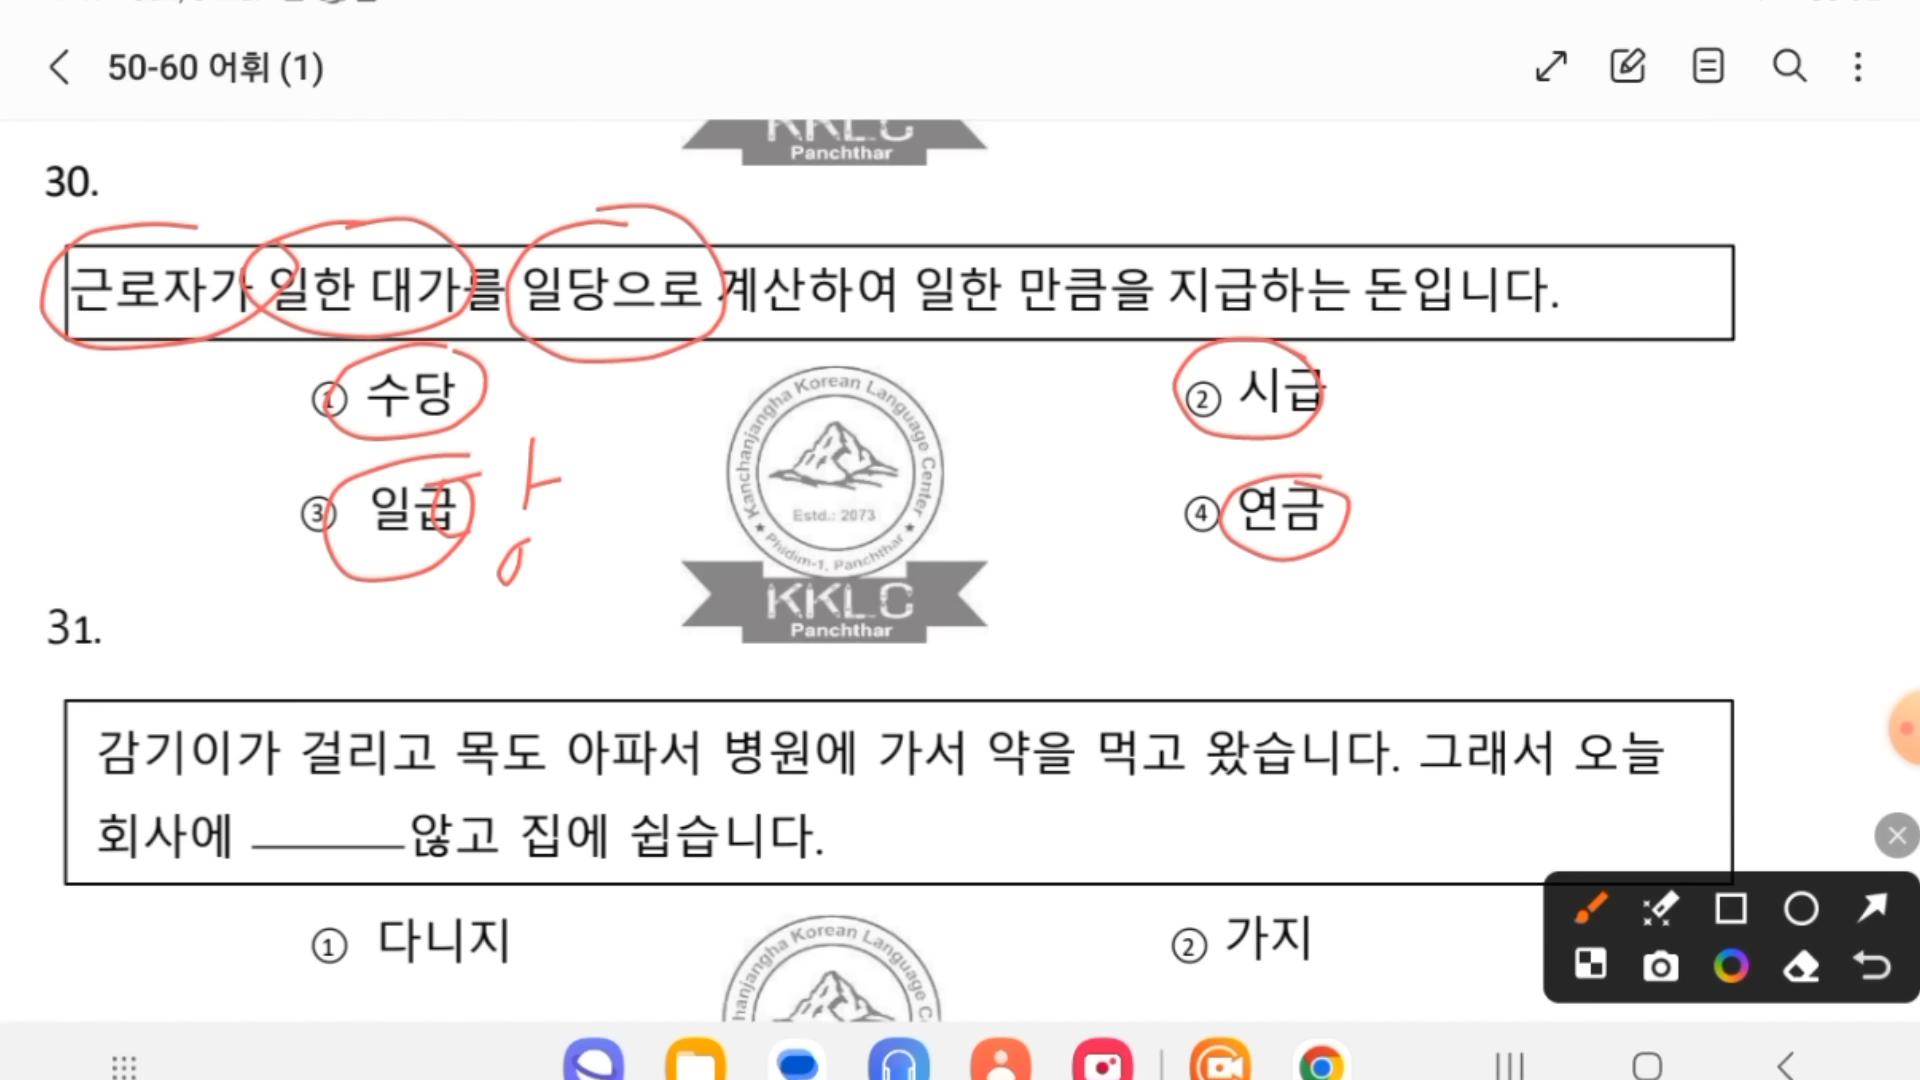 50-60 어휘 (1)
KKLC
Panchthar
30.
근로자가 일한 대가를 일당으로 계산하여 일한 만큼을 지급하는 돈입니다.
① 수당
② 시급
③ 일급
④ 연금
Kanchanjangha Korean Language Center
Estd.: 2073
★ Phidim-1, Panchthar ★
KKLC
Panchthar
31.
감기이가 걸리고 목도 아파서 병원에 가서 약을 먹고 왔습니다. 그래서 오늘
회사에 ______않고 집에 쉽습니다.
① 다니지
② 가지
hanjangha Korean Language C